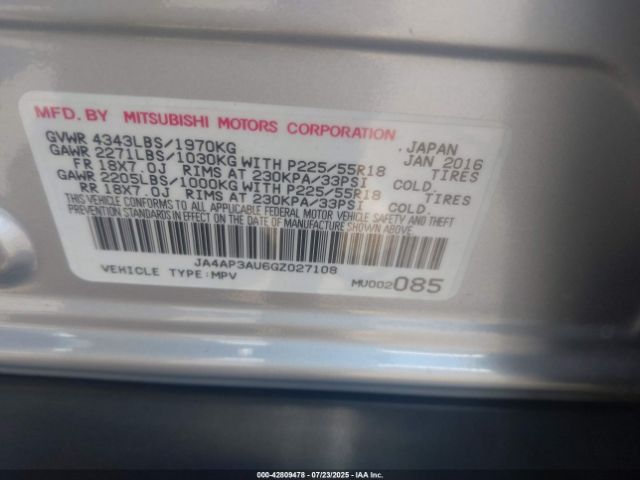 MFD. BY MITSUBISHI MOTORS CORPORATION
GVWR 4343LBS/1970KG JAPAN
GAWR 2271LBS/1030KG WITH P225/55R18 JAN 2016
FR 18X7.0J RIMS AT 230KPA/33PSI TIRES
GAWR 2205LBS/1000KG WITH P225/55R18 COLD.
RR 18X7.0J RIMS AT 230KPA/33PSI TIRES
COLD.
THIS VEHICLE CONFORMS TO ALL APPLICABLE FEDERAL MOTOR VEHICLE SAFETY AND THEFT
PREVENTION STANDARDS IN EFFECT ON THE DATE OF MANUFACTURE SHOWN ABOVE.
JA4AP3AU6GZ027108
VEHICLE TYPE:MPV MU002085
000-42809478 - 07/23/2025 - IAA Inc.